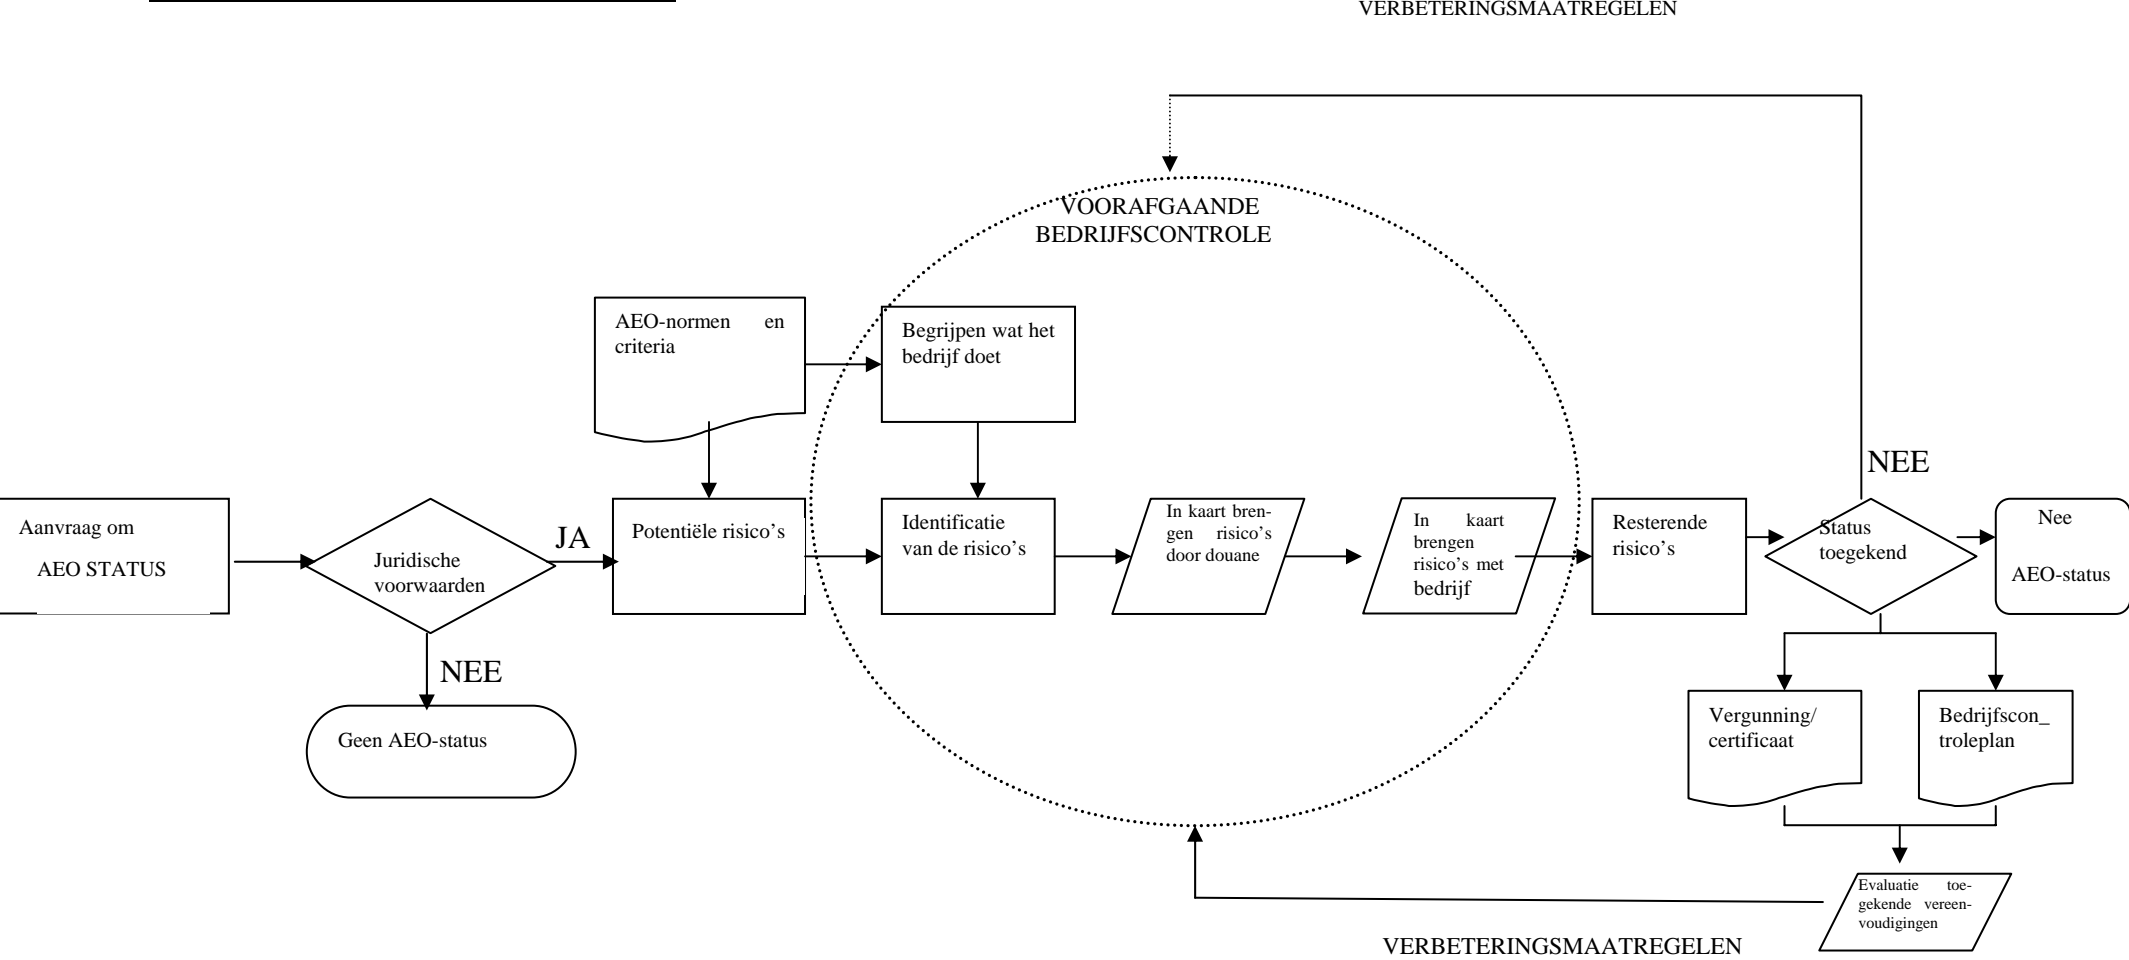 VERBETERINGSMAATREGELEN
VOORAFGAANDE
BEDRIJFSCONTROLE
AEO-normen en
criteria
Begrijpen wat het
bedrijf doet
NEE
Aanvraag om
AEO STATUS
Juridische
voorwaarden
JA
Potentiële risico's
Identificatie
van de risico's
In kaart bren-
gen risico's
door douane
In kaart
brengen
risico's met
bedrijf
Resterende
risico's
Status
toegekend
Nee
AEO-status
NEE
Geen AEO-status
Vergunning/
certificaat
Bedrijfscon_
troleplan
Evaluatie toe-
gekende vereen-
voudigingen
VERBETERINGSMAATREGELEN